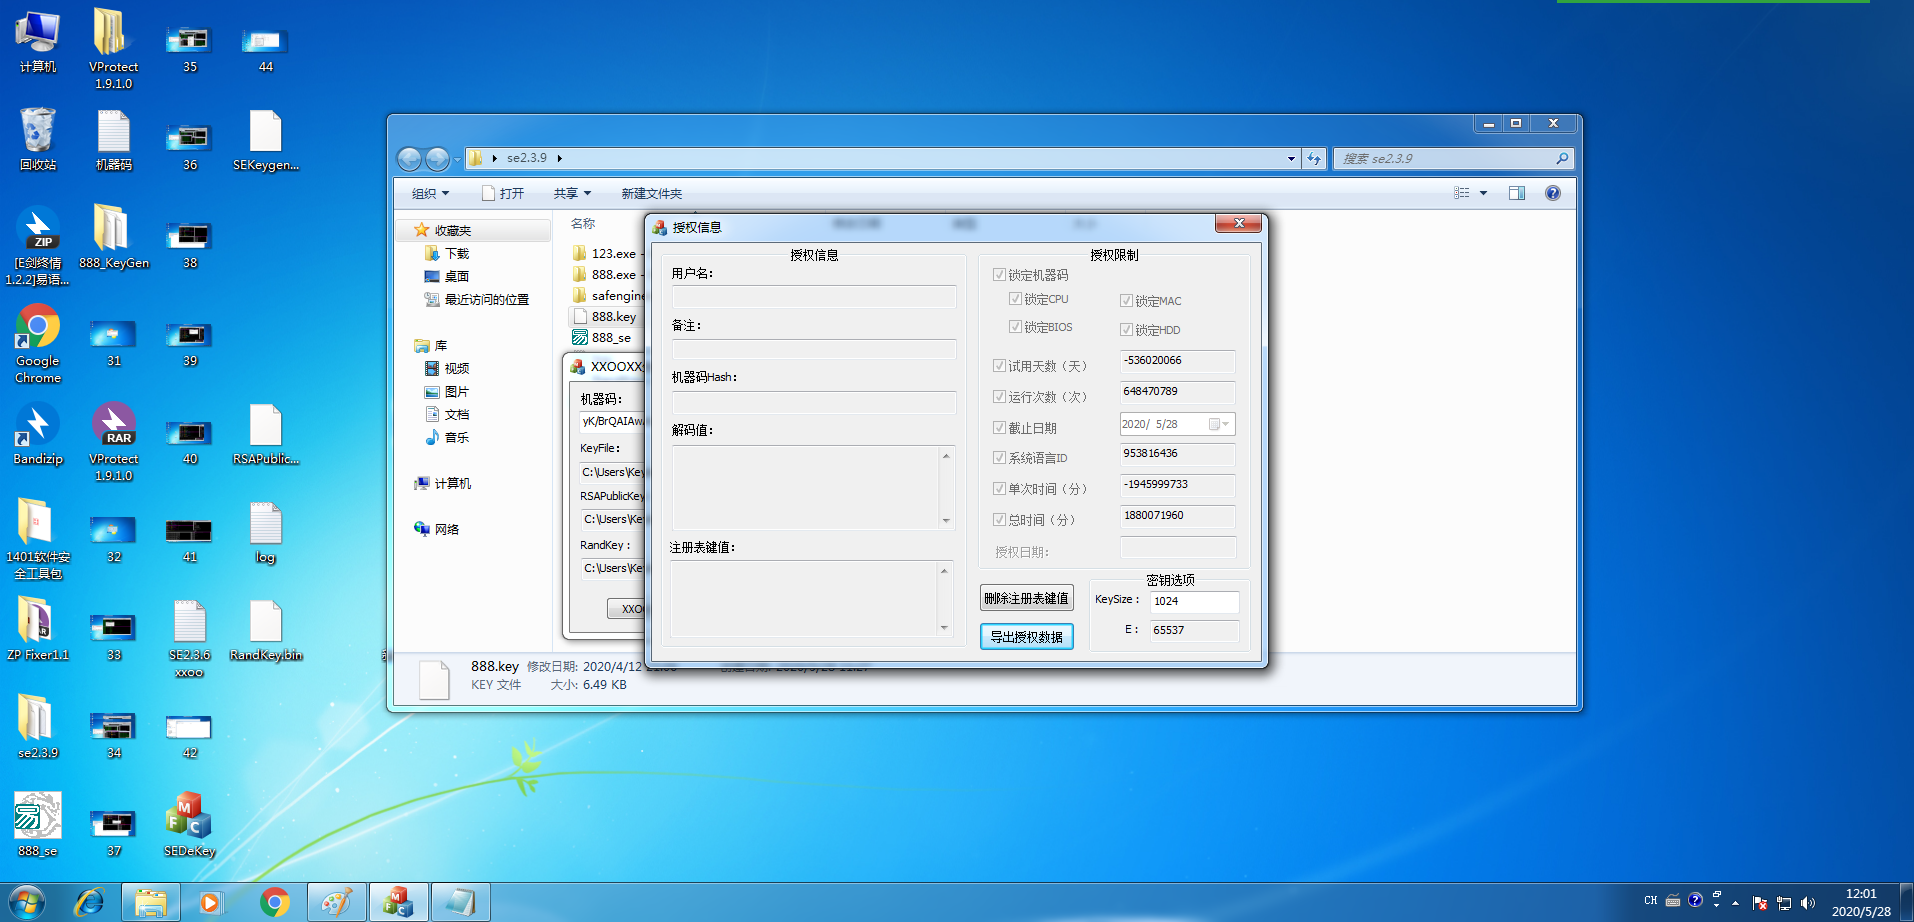 计算机
VProtect
1.9.1.0
35
44
回收站
机器码
36
SEKeygen...
[E剑终情
1.2.2]易语...
888_KeyGen
38
Google
Chrome
31
39
Bandizip
VProtect
1.9.1.0
40
RSAPublic...
1401软件安
全工具包
32
41
log
ZP Fixer1.1
33
SE2.3.6
xxoo
RandKey.bin
se2.3.9
34
42
888_se
37
SEDeKey
se2.3.9
搜索 se2.3.9
组织
打开
共享
新建文件夹
收藏夹
下载
桌面
最近访问的位置
库
视频
图片
文档
音乐
计算机
网络
名称
123.exe -
888.exe -
safengine
888.key
888_se
XXOOXX
机器码:
yK/BrQAIAw
KeyFile:
C:\Users\Key
RSAPublicKey
C:\Users\Ke
RandKey :
C:\Users\Ke
XXO
授权信息
授权信息
用户名:
备注:
机器码Hash:
解码值:
注册表键值:
授权限制
锁定机器码
锁定CPU
锁定MAC
锁定BIOS
锁定HDD
试用天数（天）
-536020066
运行次数（次）
648470789
截止日期
2020/ 5/28
系统语言ID
953816436
单次时间（分）
-1945999733
总时间（分）
1880071960
授权日期:
删除注册表键值
导出授权数据
密钥选项
KeySize :
1024
E :
65537
888.key
修改日期: 2020/4/12
KEY 文件
大小: 6.49 KB
CH
12:01
2020/5/28
ZIP
RAR